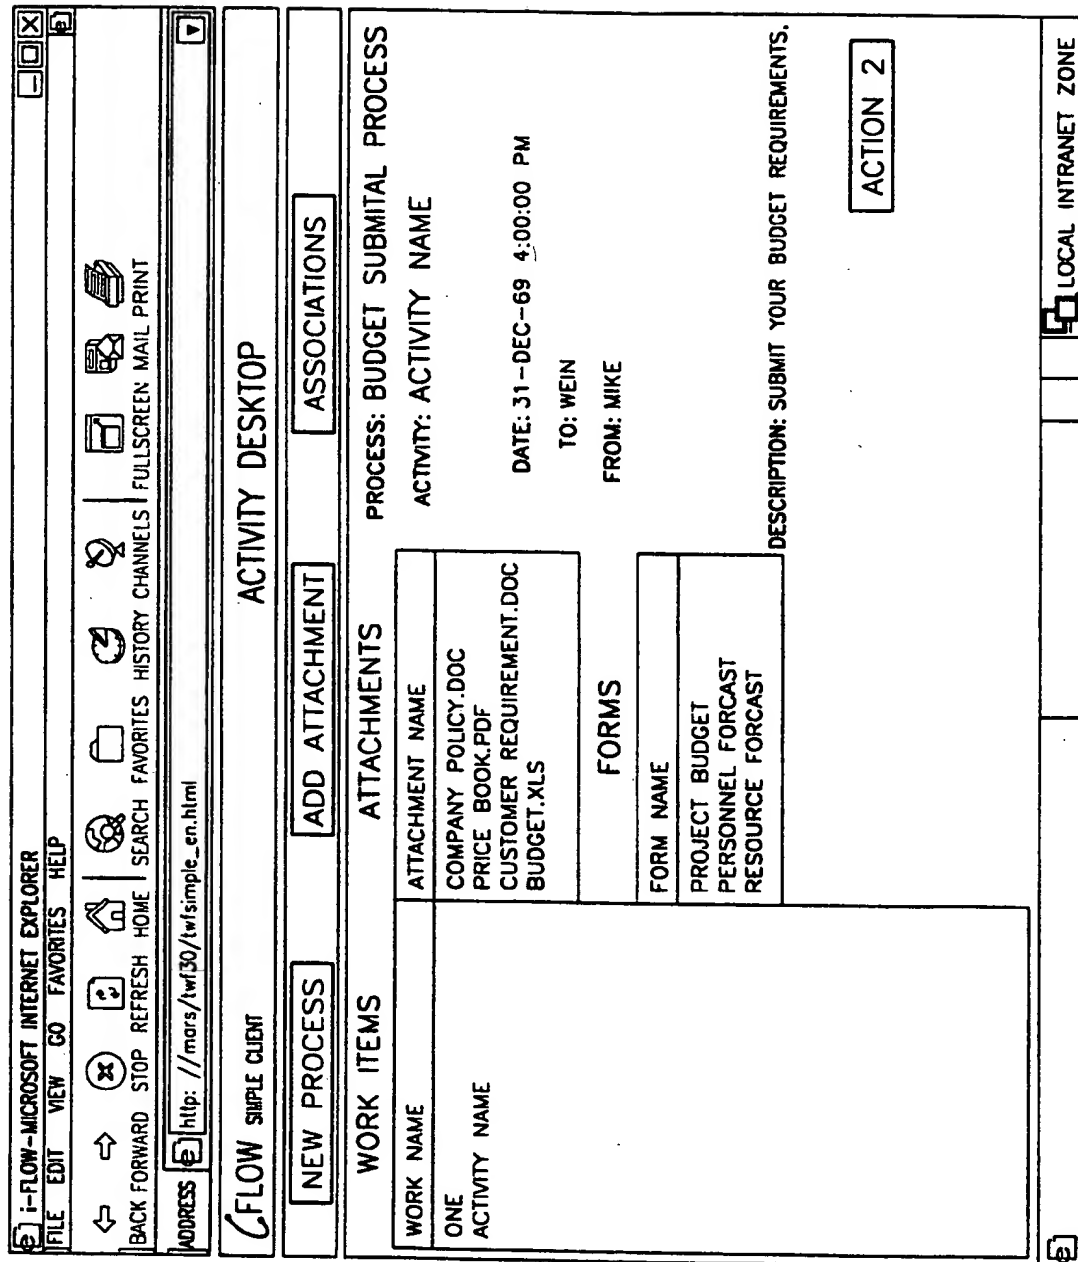 i-FLOW-MICROSOFT INTERNET EXPLORER
FILE EDIT VIEW GO FAVORITES HELP
BACK FORWARD STOP REFRESH HOME SEARCH FAVORITES HISTORY CHANNELS FULLSCREEN MAIL PRINT
ADDRESS http: //mars/twf30/twfsimple_en.html
FLOW SIMPLE CLIENT
ACTIVITY DESKTOP
NEW PROCESS
ADD ATTACHMENT
ASSOCIATIONS
WORK ITEMS
WORK NAME
ONE
ACTIVITY NAME
ATTACHMENTS
ATTACHMENT NAME
COMPANY POLICY.DOC
PRICE BOOK.PDF
CUSTOMER REQUIREMENT.DOC
BUDGET.XLS
FORMS
FORM NAME
PROJECT BUDGET
PERSONNEL FORCAST
RESOURCE FORCAST
PROCESS: BUDGET SUBMITAL PROCESS
ACTIVITY: ACTIVITY NAME
DATE: 31-DEC-69 4:00:00 PM
TO: WEIN
FROM: MIKE
DESCRIPTION: SUBMIT YOUR BUDGET REQUIREMENTS.
ACTION 2
LOCAL INTRANET ZONE